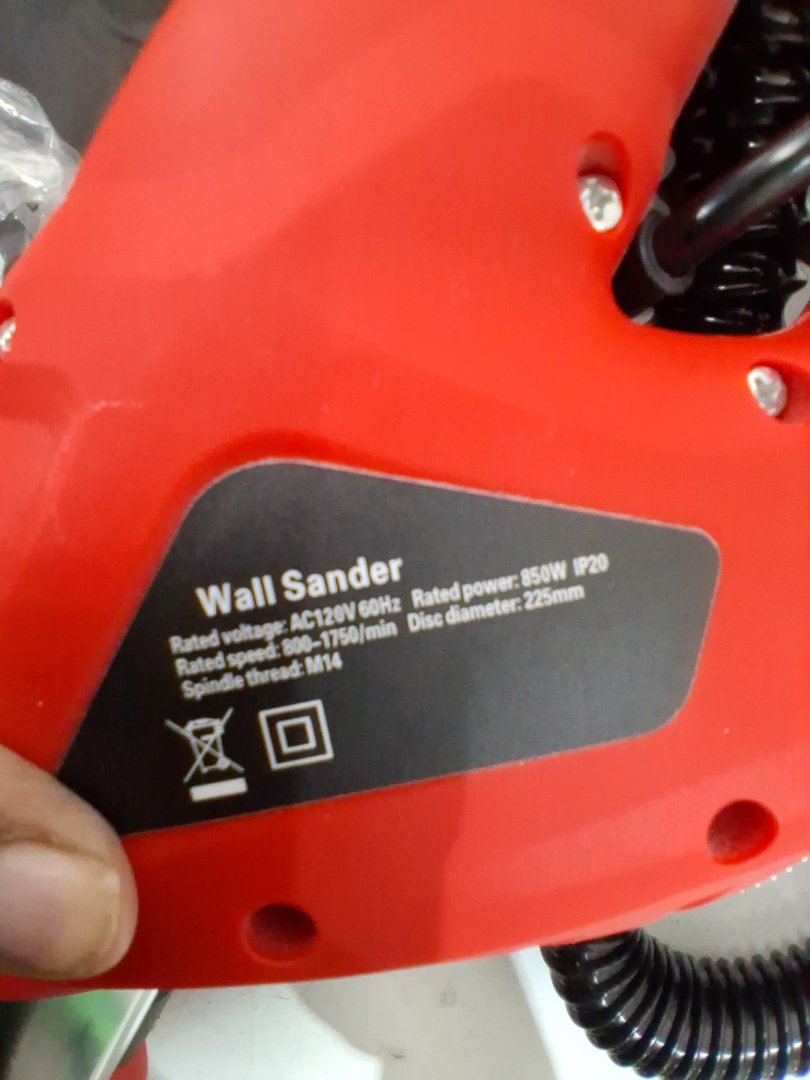 Wall Sander
Rated voltage: AC120V 60Hz Rated power: 850W IP20
Rated speed: 800-1750/min Disc diameter: 225mm
Spindle thread: M14